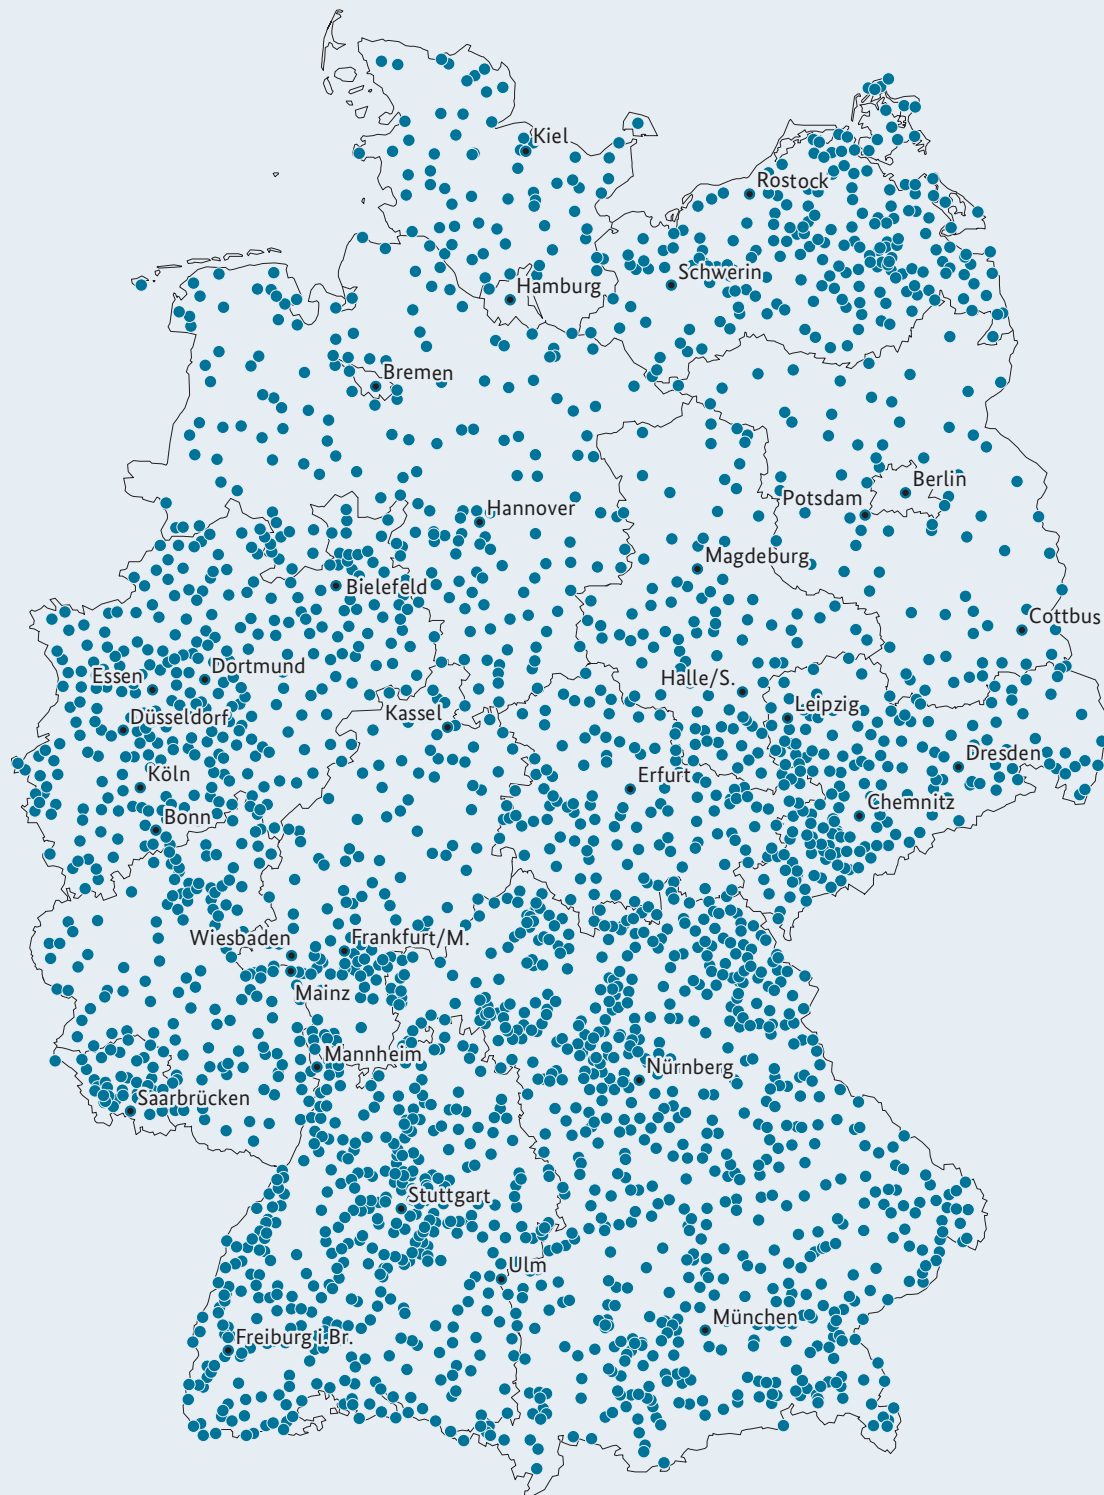 Kiel
Rostock
Schwerin
Hamburg
Bremen
Berlin
Potsdam
Hannover
Magdeburg
Bielefeld
Cottbus
Dortmund
Essen
Halle/S.
Leipzig
Düsseldorf
Kassel
Dresden
Köln
Erfurt
Chemnitz
Bonn
Wiesbaden
Frankfurt/M.
Mainz
Mannheim
Nürnberg
Saarbrücken
Stuttgart
Ulm
München
Freiburg i.Br.